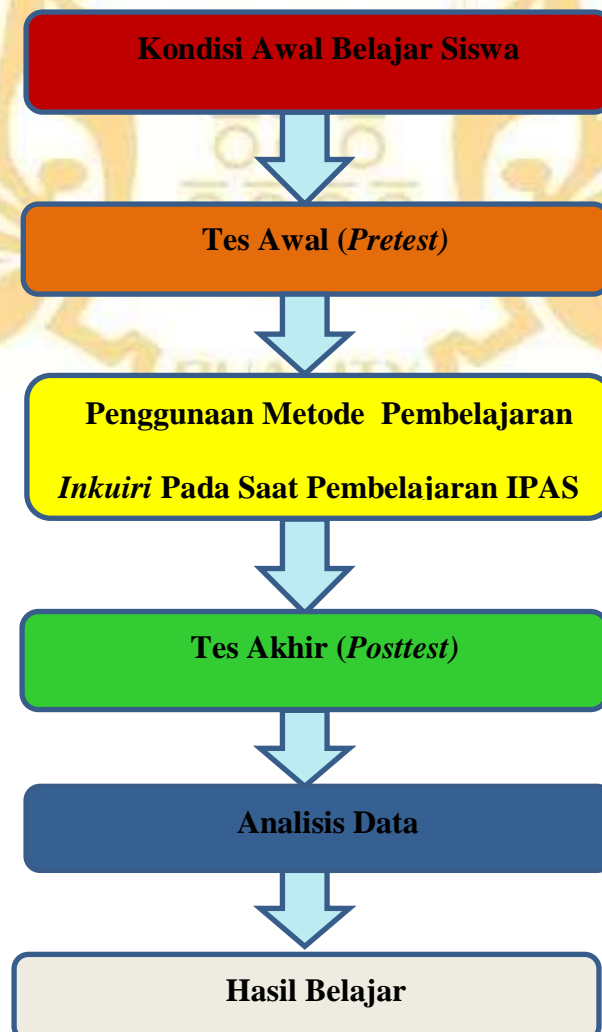 Kondisi Awal Belajar Siswa
Tes Awal (Pretest)
Penggunaan Metode Pembelajaran
Inkuiri Pada Saat Pembelajaran IPAS
Tes Akhir (Posttest)
Analisis Data
Hasil Belajar